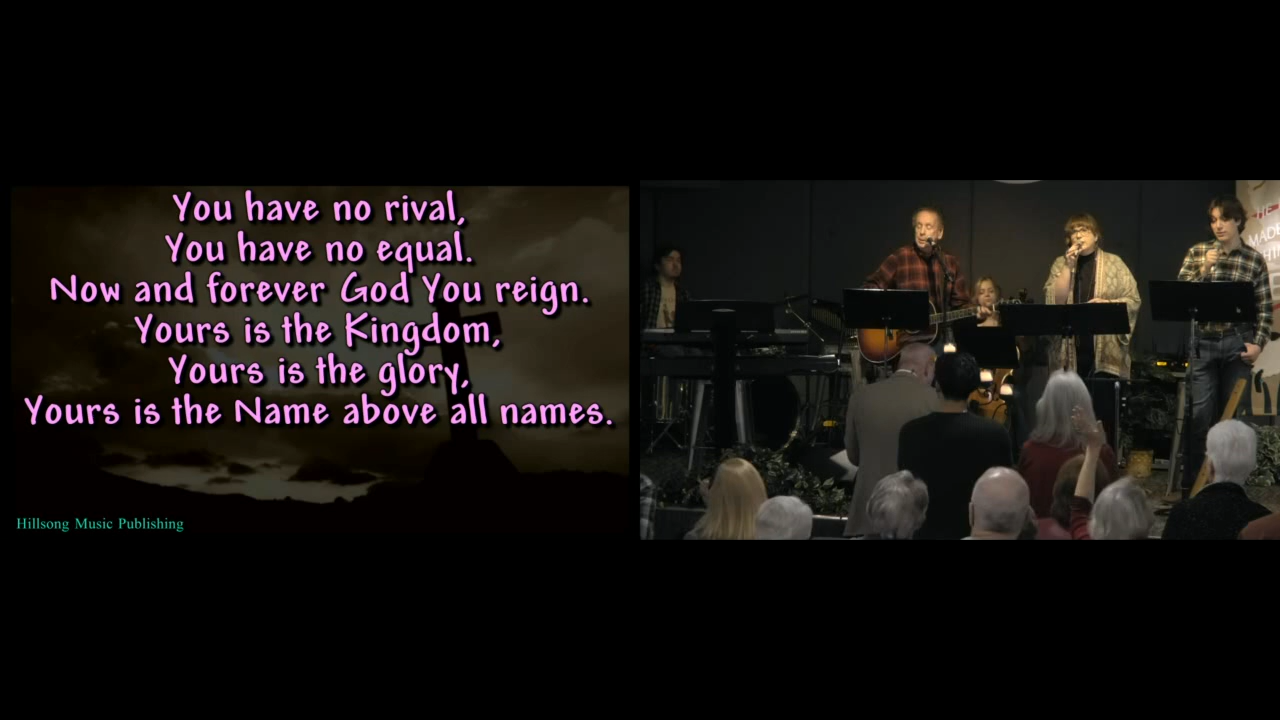 You have no rival,
You have no equal.
Now and forever God You reign.
Yours is the Kingdom,
Yours is the glory,
Yours is the Name above all names.
Hillsong Music Publishing
MADE